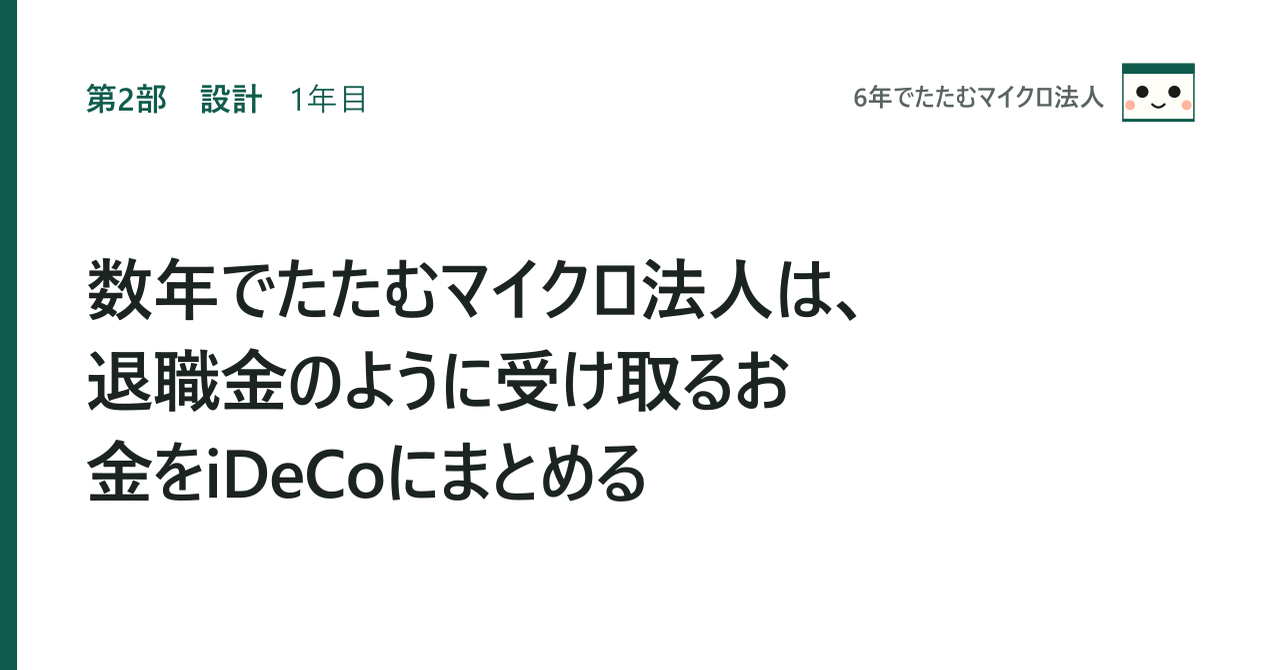 第2部　設計　1年目
6年でたたむマイクロ法人
数年でたたむマイクロ法人は、
退職金のように受け取るお
金をiDeCoにまとめる